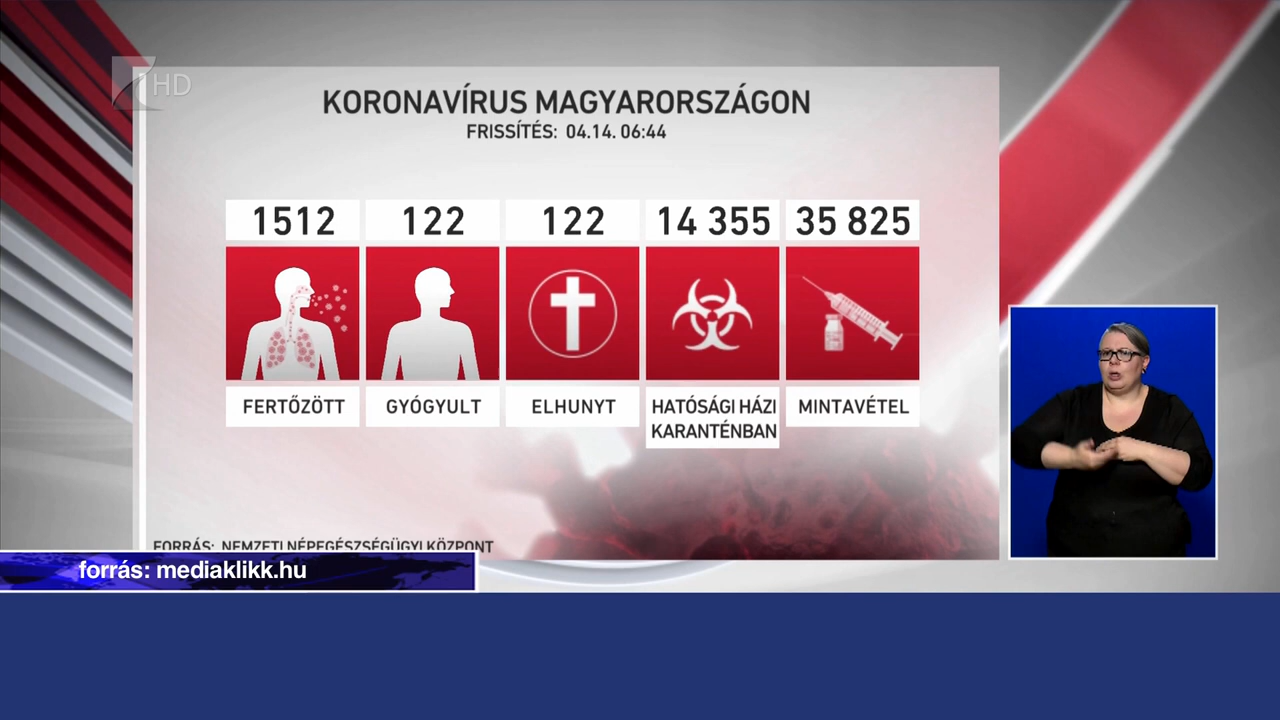 HD
KORONAVÍRUS MAGYARORSZÁGON
FRISSÍTÉS: 04.14. 06:44
1512
122
122
14 355
35 825
FERTŐZÖTT
GYÓGYULT
ELHUNYT
HATÓSÁGI HÁZI
KARANTÉNBAN
MINTAVÉTEL
FORRÁS: NEMZETI NÉPEGÉSZSÉGÜGYI KÖZPONT
forrás: mediaklikk.hu